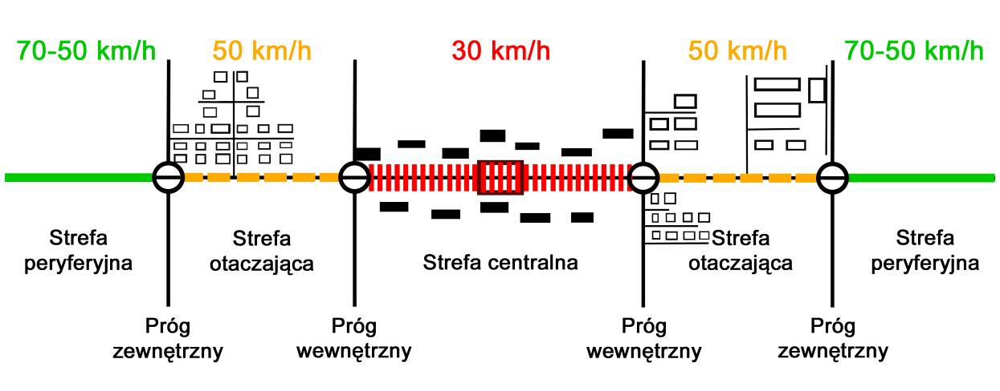 70-50 km/h
50 km/h
30 km/h
50 km/h
70-50 km/h
Strefa
peryferyjna
Strefa
otaczająca
Strefa centralna
Strefa
otaczająca
Strefa
peryferyjna
Próg
zewnętrzny
Próg
wewnętrzny
Próg
wewnętrzny
Próg
zewnętrzny